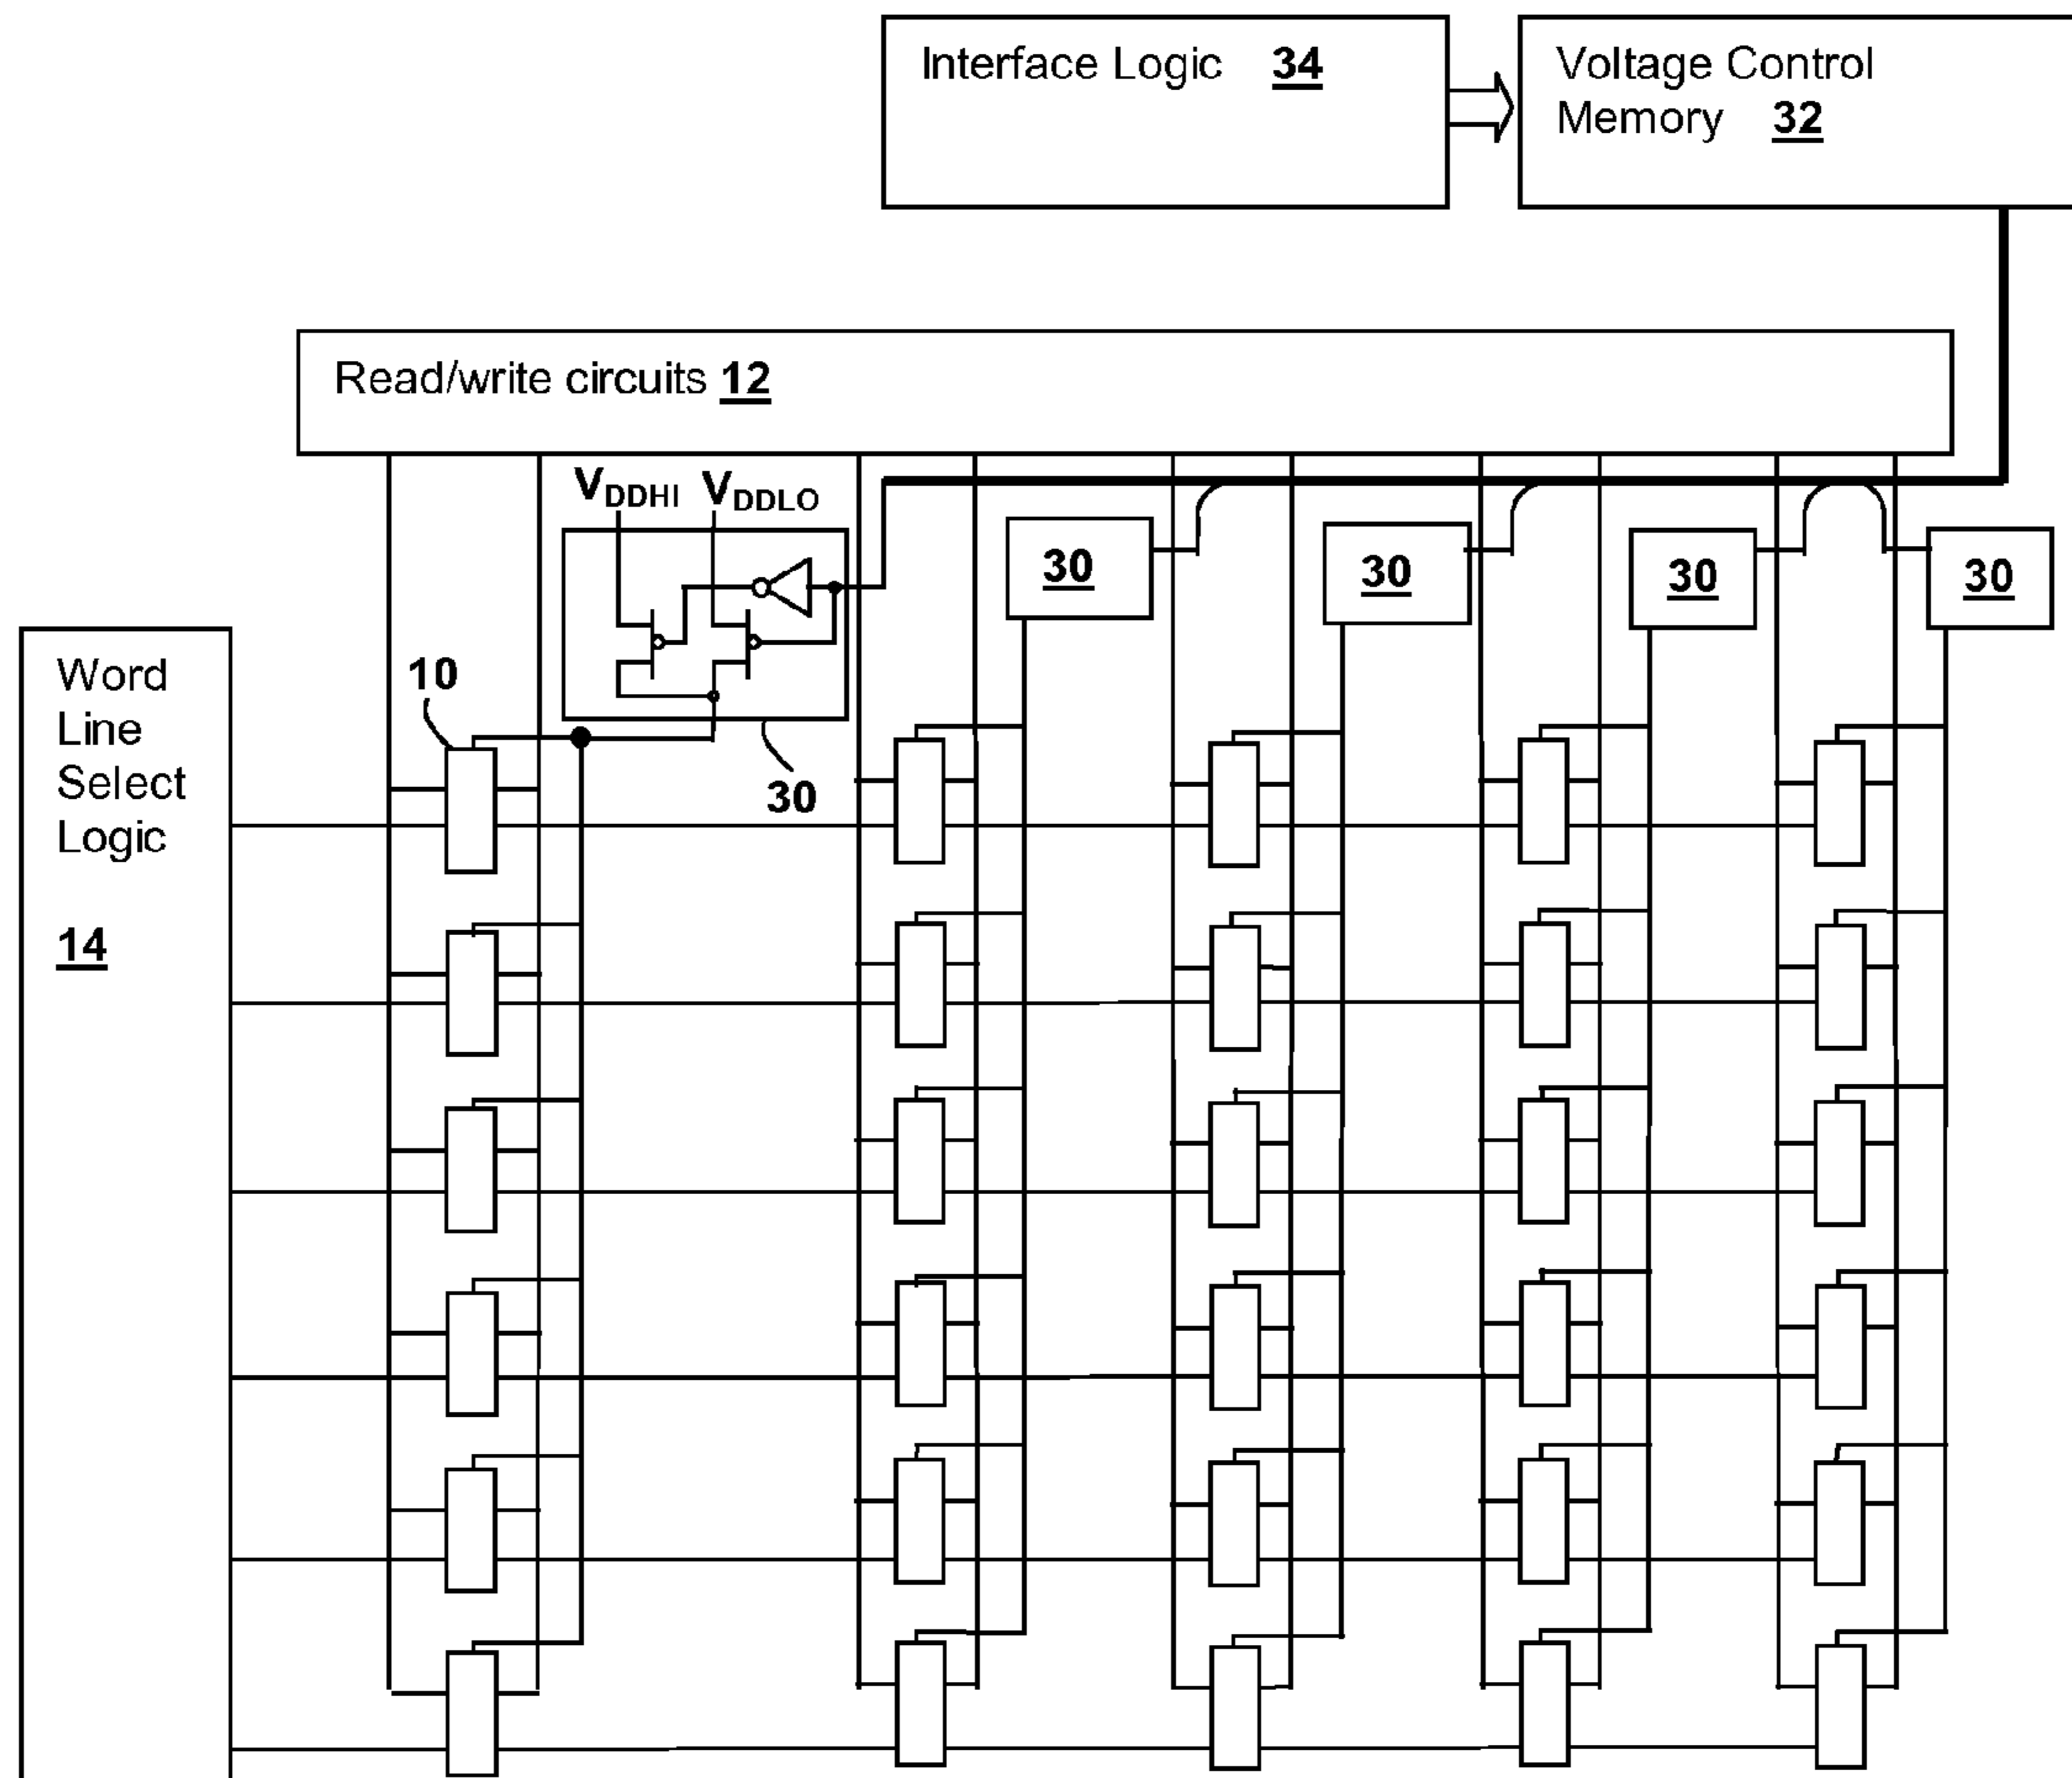 Interface Logic 34
Voltage Control
Memory 32
Read/write circuits 12
VDDHI VDDLO
30
30
30
30
Word
Line
Select
Logic
14
10
30